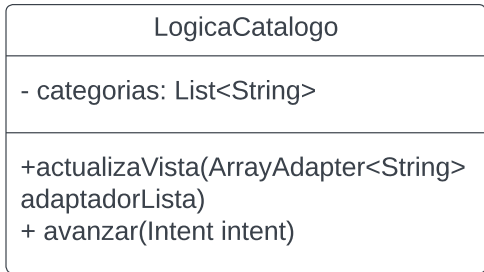 LogicaCatalogo
- categorias: List<String>
+actualizaVista(ArrayAdapter<String>
adaptadorLista)
+ avanzar(Intent intent)